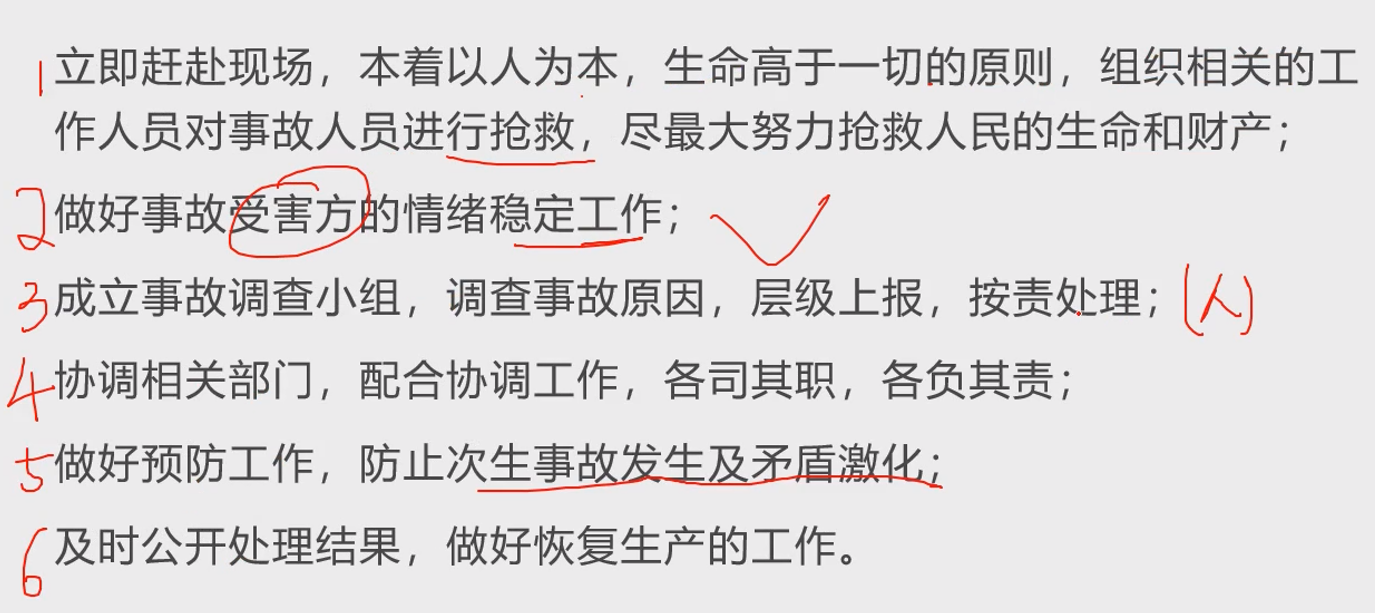 1 立即赶赴现场，本着以人为本，生命高于一切的原则，组织相关的工
作人员对事故人员进行抢救，尽最大努力抢救人民的生命和财产；
2 做好事故受害方的情绪稳定工作；
3 成立事故调查小组，调查事故原因，层级上报，按责处理；(人)
4 协调相关部门，配合协调工作，各司其职，各负其责；
5 做好预防工作，防止次生事故发生及矛盾激化；
6 及时公开处理结果，做好恢复生产的工作。